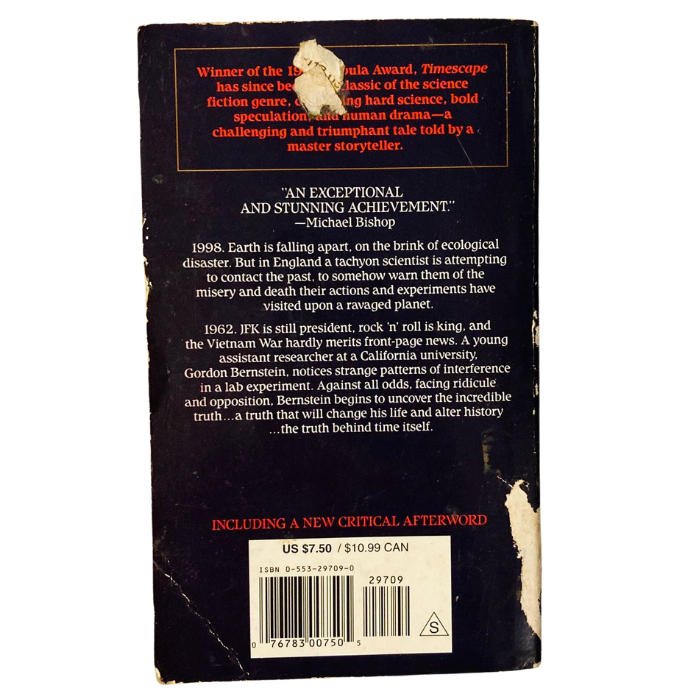 Winner of the 19 ula Award, Timescape
has since be classic of the science
fiction genre, c ng hard science, bold
speculation and human drama—a
challenging and triumphant tale told by a
master storyteller.
"AN EXCEPTIONAL
AND STUNNING ACHIEVEMENT."
—Michael Bishop
1998. Earth is falling apart, on the brink of ecological
disaster. But in England a tachyon scientist is attempting
to contact the past, to somehow warn them of the
misery and death their actions and experiments have
visited upon a ravaged planet.
1962. JFK is still president, rock 'n' roll is king, and
the Vietnam War hardly merits front-page news. A young
assistant researcher at a California university,
Gordon Bernstein, notices strange patterns of interference
in a lab experiment. Against all odds, facing ridicule
and opposition, Bernstein begins to uncover the incredible
truth...a truth that will change his life and alter history
...the truth behind time itself.
INCLUDING A NEW CRITICAL AFTERWORD
US $7.50 / $10.99 CAN
ISBN 0-553-29709-0
29709
0 76783 00750 5
S